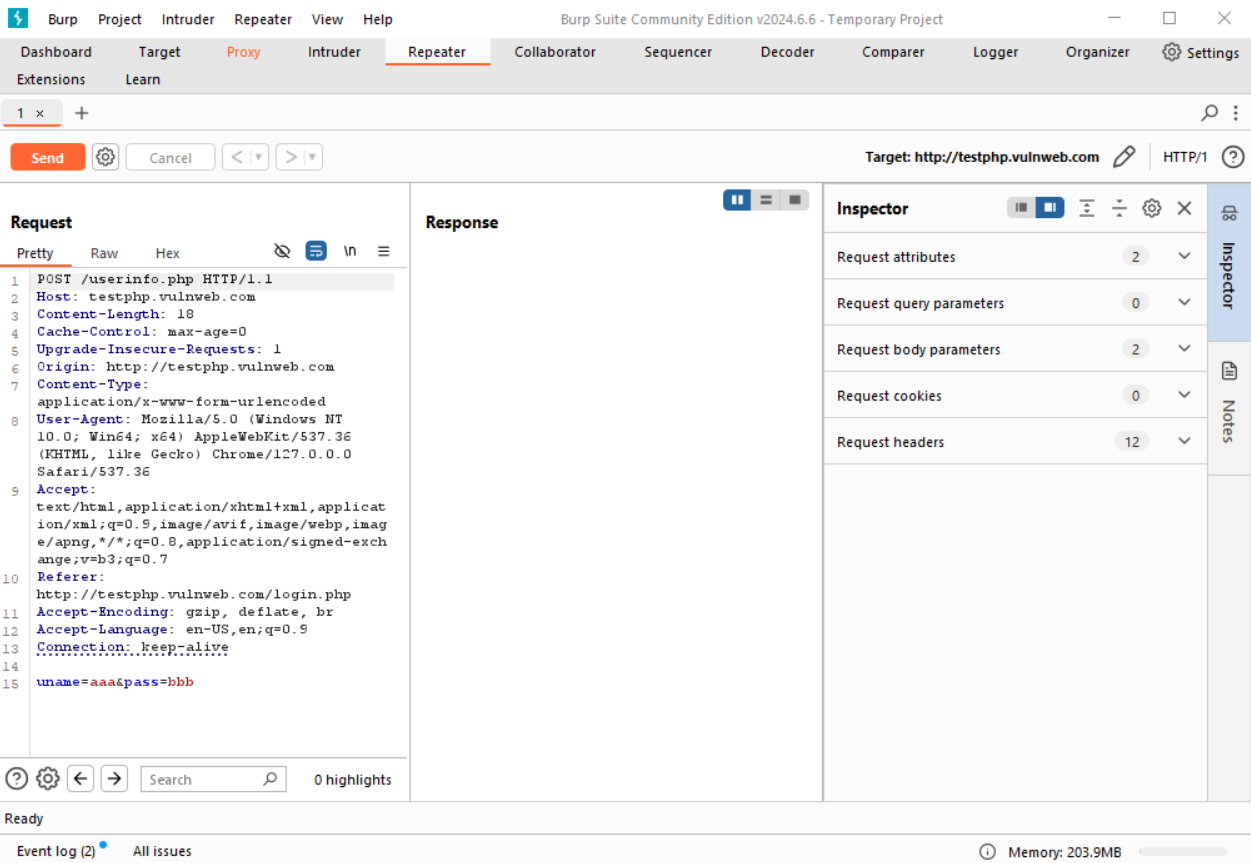 Burp Project Intruder Repeater View Help Burp Suite Community Edition v2024.6.6 - Temporary Project
Dashboard Target Proxy Intruder Repeater Collaborator Sequencer Decoder Comparer Logger Organizer Settings
Extensions Learn
1 × +
Send Cancel < > Target: http://testphp.vulnweb.com HTTP/1 ?
Request
Pretty Raw Hex \n
1 POST /userinfo.php HTTP/1.1
2 Host: testphp.vulnweb.com
3 Content-Length: 18
4 Cache-Control: max-age=0
5 Upgrade-Insecure-Requests: 1
6 Origin: http://testphp.vulnweb.com
7 Content-Type:
application/x-www-form-urlencoded
8 User-Agent: Mozilla/5.0 (Windows NT
10.0; Win64; x64) AppleWebKit/537.36
(KHTML, like Gecko) Chrome/127.0.0.0
Safari/537.36
9 Accept:
text/html,application/xhtml+xml,applicat
ion/xml;q=0.9,image/avif,image/webp,imag
e/apng,*/*;q=0.8,application/signed-exch
ange;v=b3;q=0.7
10 Referer:
http://testphp.vulnweb.com/login.php
11 Accept-Encoding: gzip, deflate, br
12 Accept-Language: en-US,en;q=0.9
13 Connection: keep-alive
14
15 uname=aaa&pass=bbb
? Search 0 highlights
Response
Inspector
Request attributes 2
Request query parameters 0
Request body parameters 2
Request cookies 0
Request headers 12
Inspector
Notes
Ready
Event log (2) All issues Memory: 203.9MB